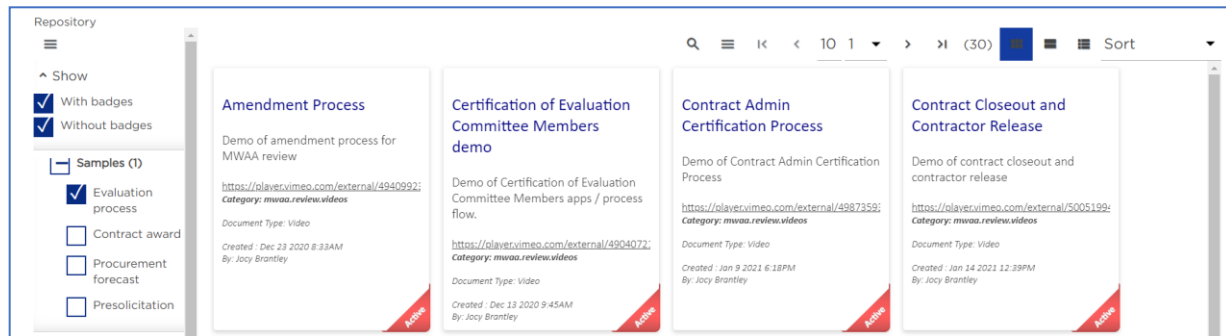 Repository
10 1 (30) Sort
Show
With badges
Without badges
Samples (1)
Evaluation
process
Contract award
Procurement
forecast
Presolicitation
Amendment Process
Demo of amendment process for
MWAA review
https://player.vimeo.com/external/4940992
Category: mwaa.review.videos
Document Type: Video
Created : Dec 23 2020 8:33AM
By: Jocy Brantley
Active
Certification of Evaluation
Committee Members
demo
Demo of Certification of Evaluation
Committee Members apps / process
flow.
https://player.vimeo.com/external/4904072
Category: mwaa.review.videos
Document Type: Video
Created : Dec 13 2020 9:45AM
By: Jocy Brantley
Active
Contract Admin
Certification Process
Demo of Contract Admin Certification
Process
https://player.vimeo.com/external/4987359
Category: mwaa.review.videos
Document Type: Video
Created : Jan 9 2021 6:18PM
By: Jocy Brantley
Active
Contract Closeout and
Contractor Release
Demo of contract closeout and
contractor release
https://player.vimeo.com/external/5005199
Category: mwaa.review.videos
Document Type: Video
Created : Jan 14 2021 12:39PM
By: Jocy Brantley
Active